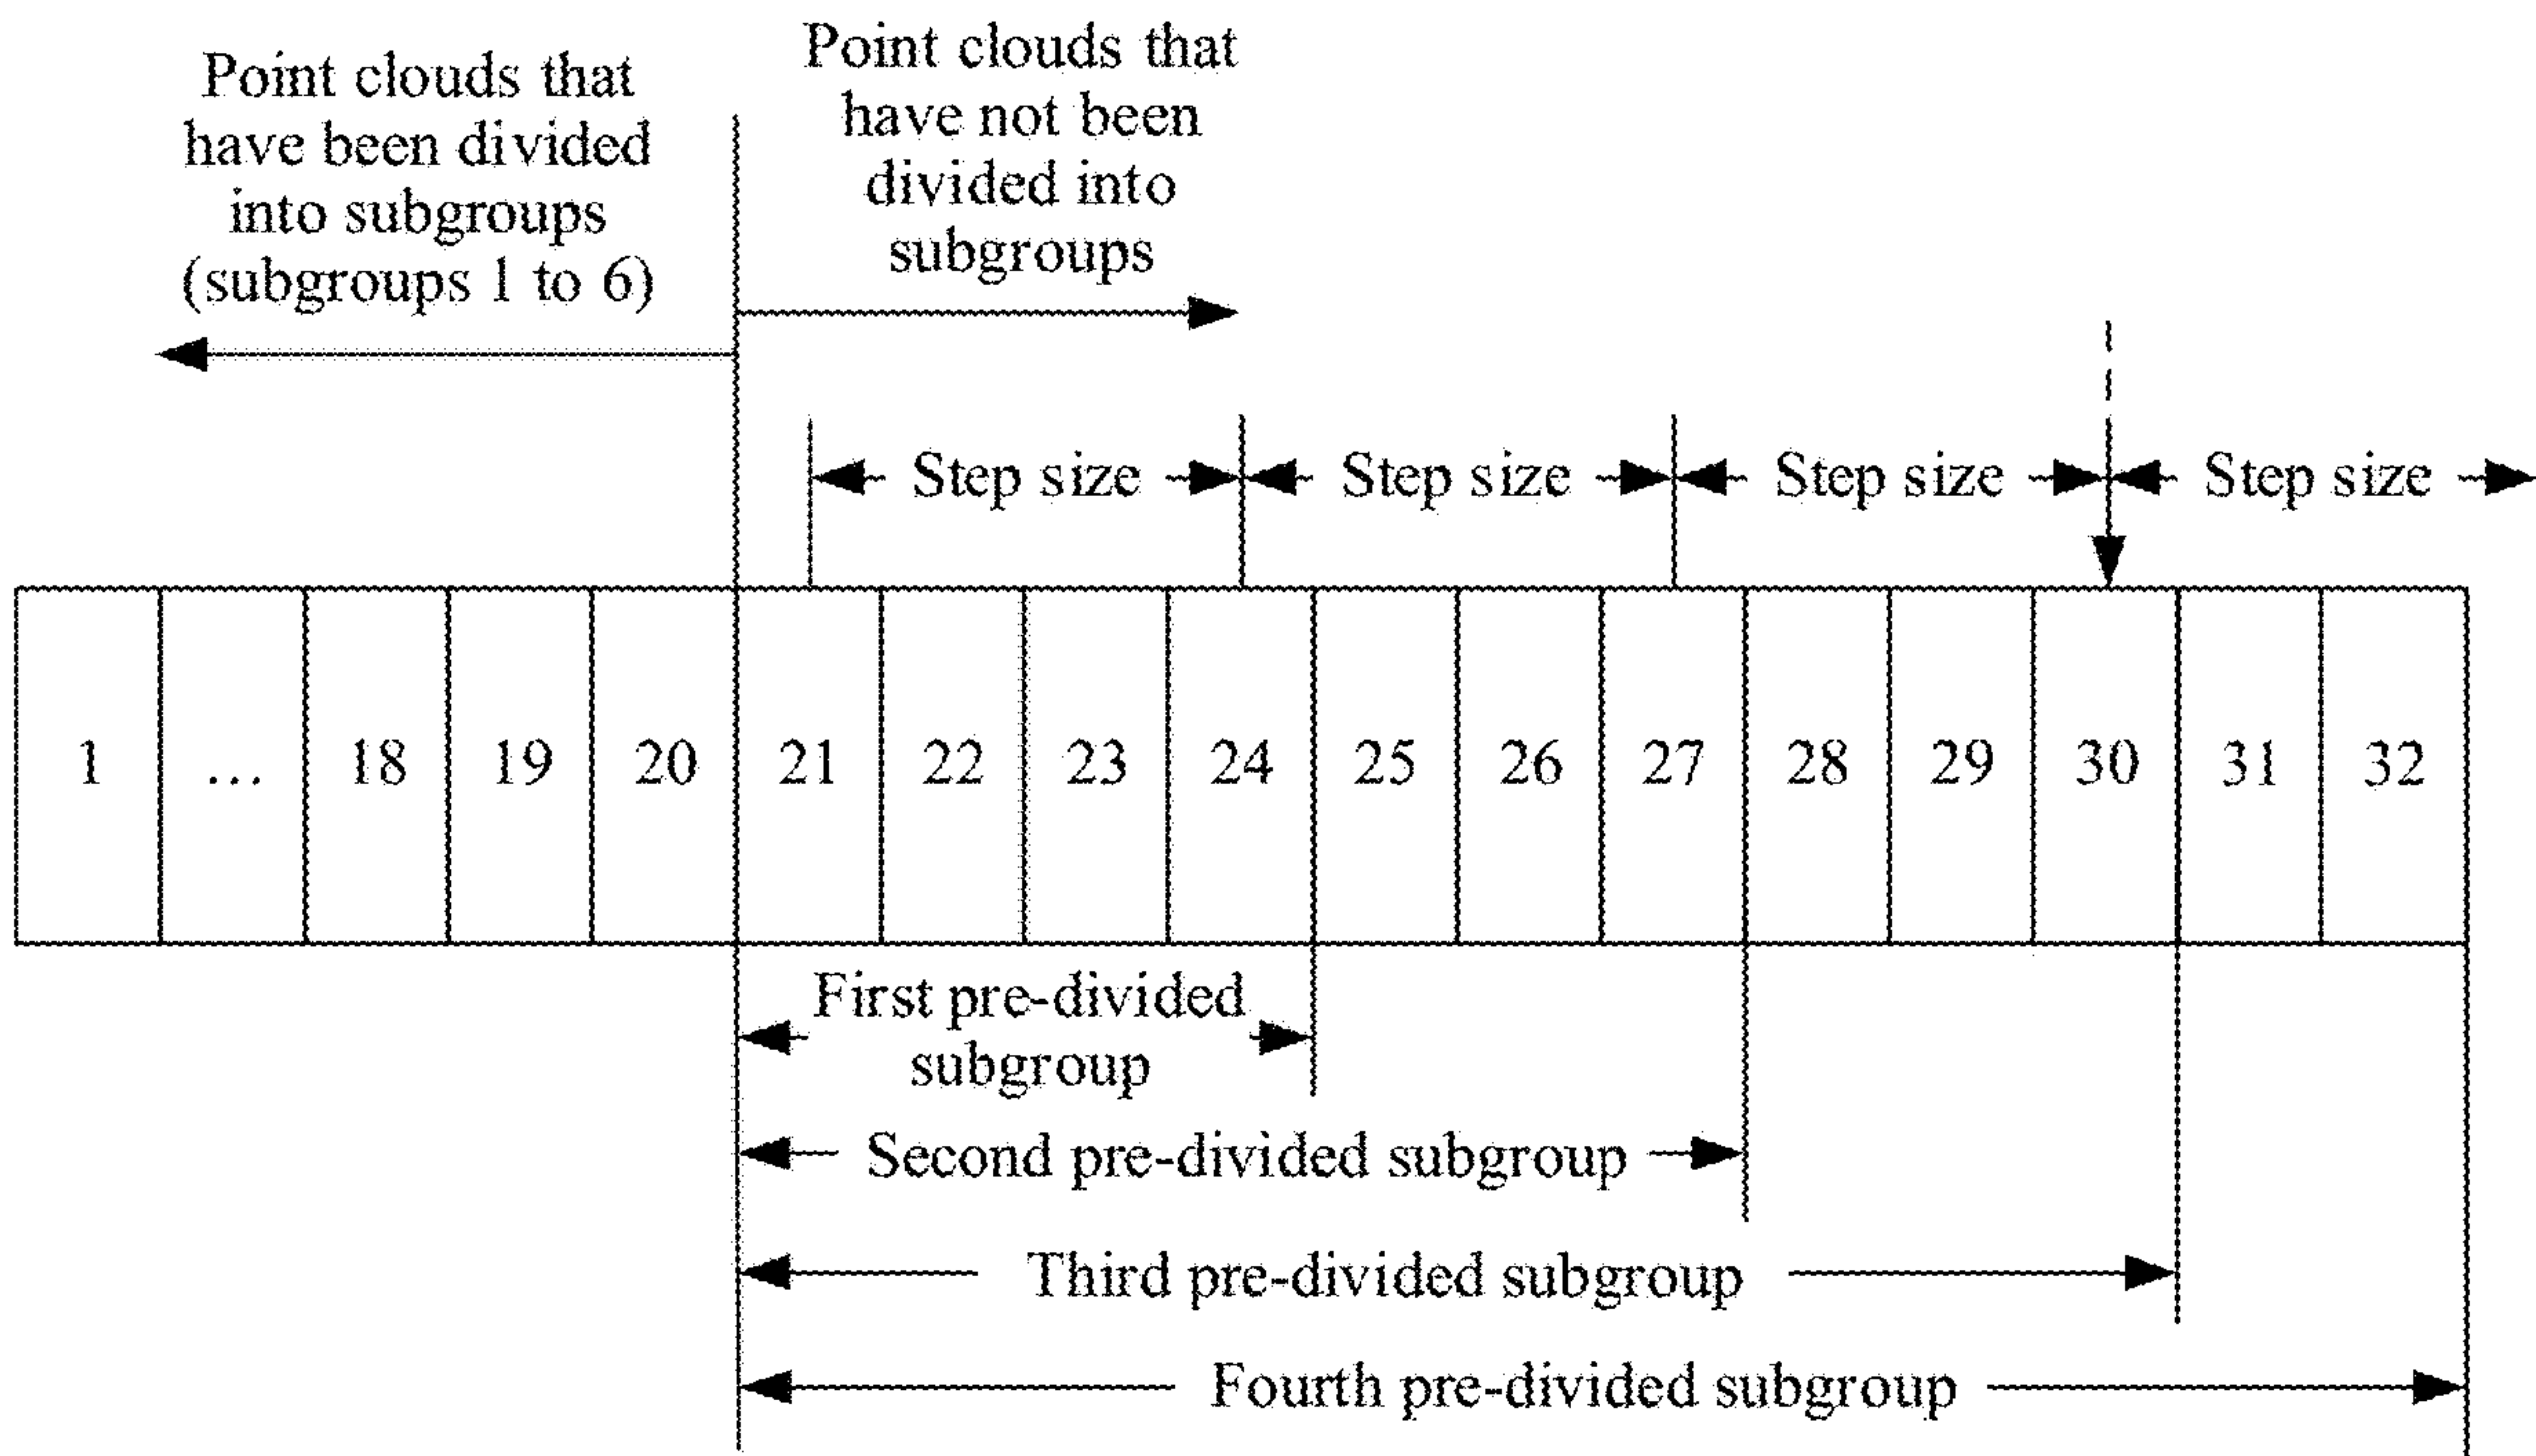 Point clouds that
have been divided
into subgroups
(subgroups 1 to 6)
Point clouds that
have not been
divided into
subgroups
Step size Step size Step size Step size
1 ... 18 19 20 21 22 23 24 25 26 27 28 29 30 31 32
First pre-divided
subgroup
Second pre-divided subgroup
Third pre-divided subgroup
Fourth pre-divided subgroup